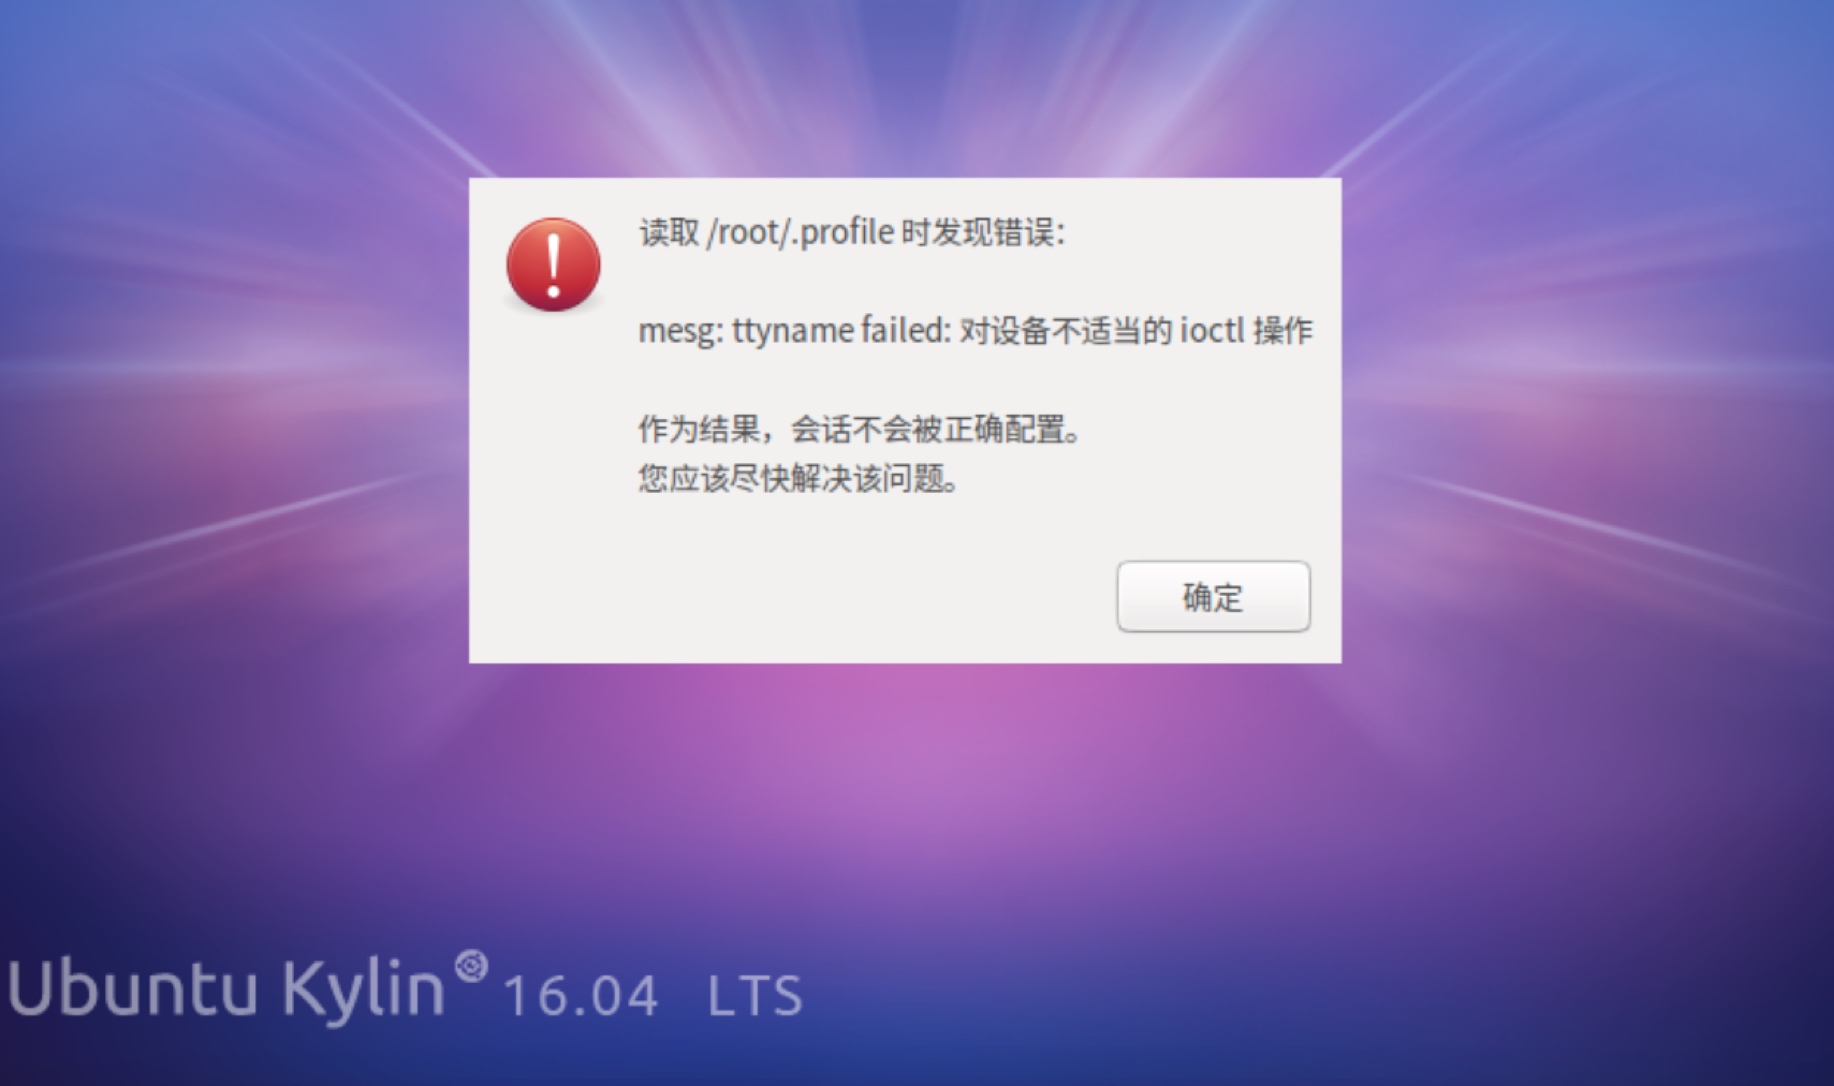 读取 /root/.profile 时发现错误：
mesg: ttyname failed: 对设备不适当的 ioctl 操作
作为结果，会话不会被正确配置。
您应该尽快解决该问题。
确定
Ubuntu Kylin 16.04 LTS